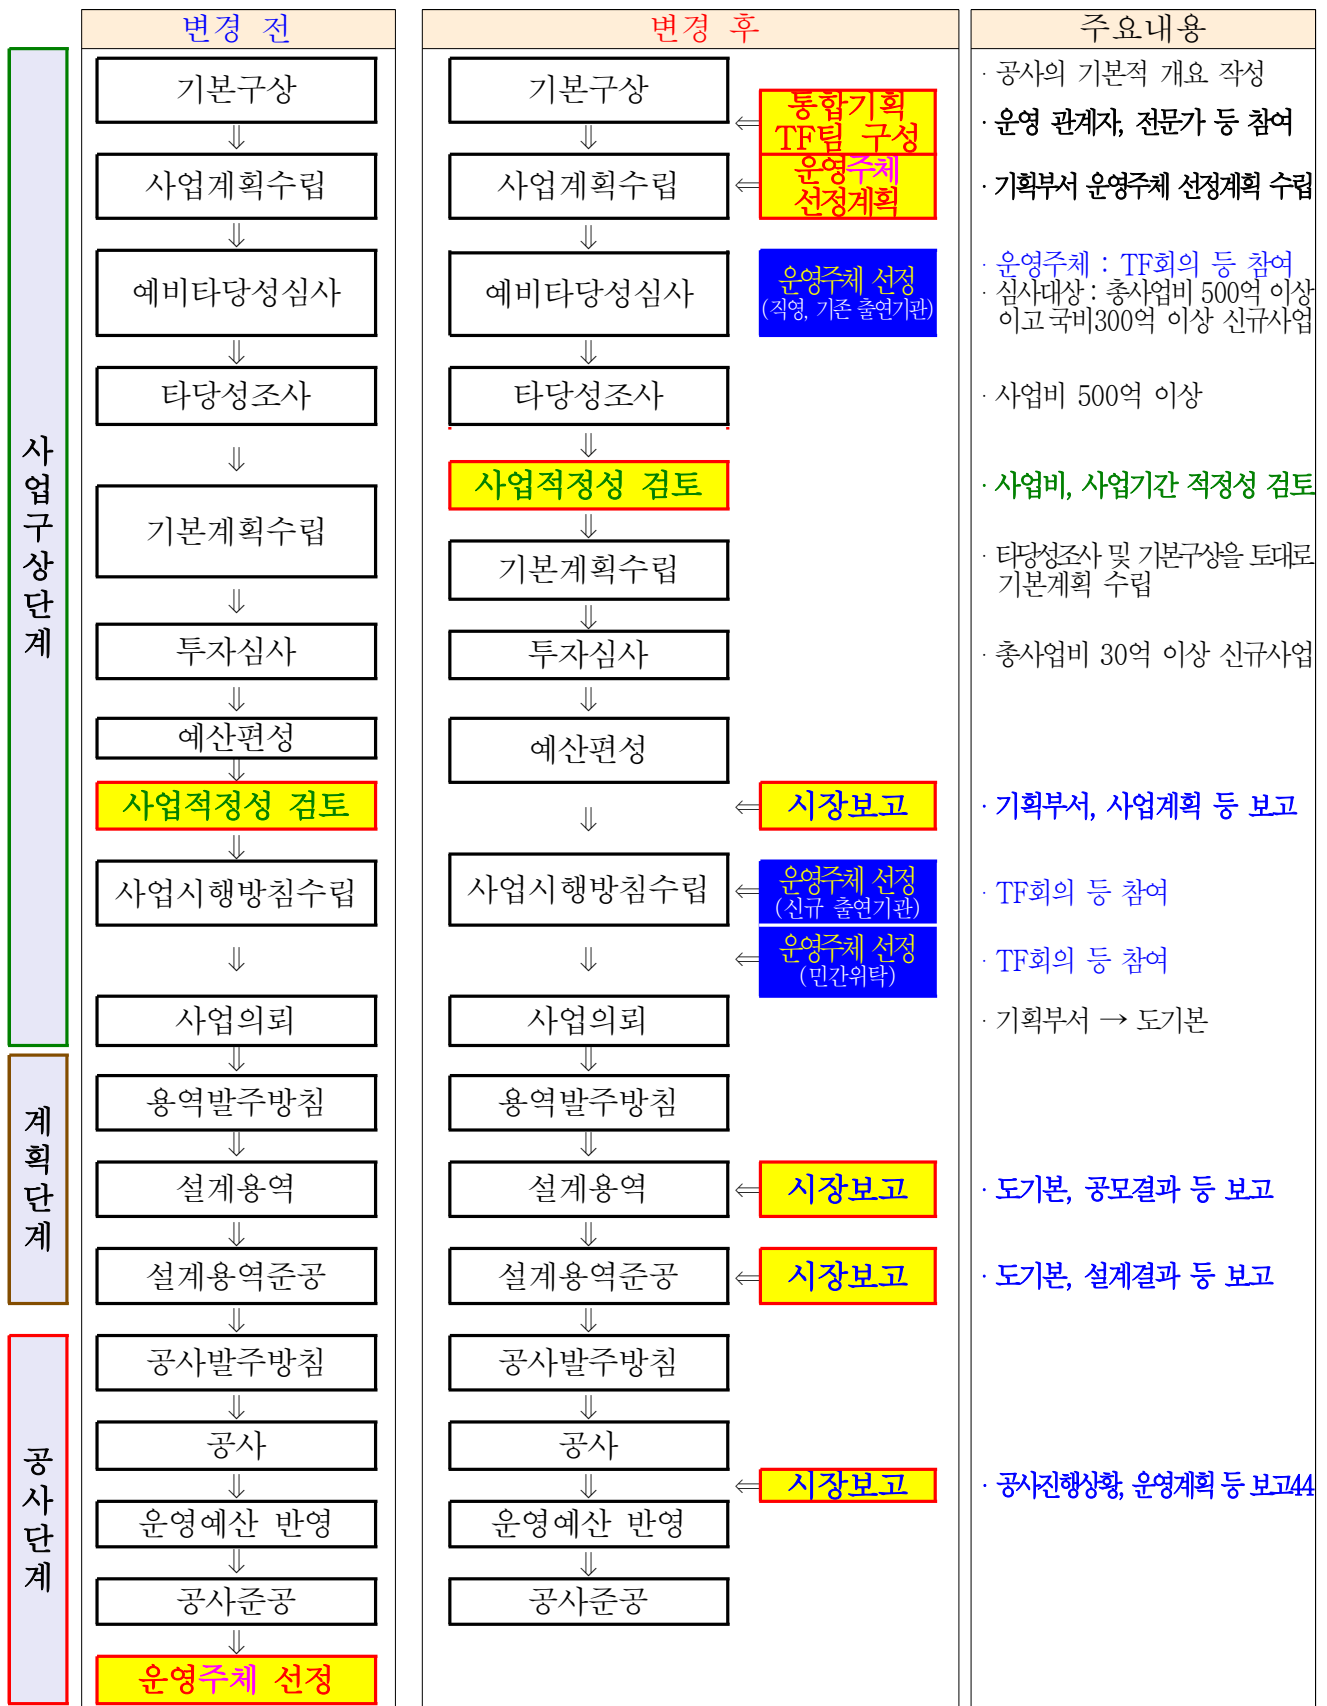 변경 전
변경 후
주요내용
사업구상단계
기본구상
기본구상
· 공사의 기본적 개요 작성
통합기획
TF팀 구성
· 운영 관계자, 전문가 등 참여
⇓
⇓
⇐
사업계획수립
사업계획수립
⇐
운영주체
선정계획
· 기획부서 운영주체 선정계획 수립
⇓
⇓
예비타당성심사
예비타당성심사
운영주체 선정
(직영, 기존 출연기관)
· 운영주체 : TF회의 등 참여
· 심사대상 : 총사업비 500억 이상
이고 국비300억 이상 신규사업
⇓
⇓
타당성조사
타당성조사
· 사업비 500억 이상
⇓
⇓
사업적정성 검토
· 사업비, 사업기간 적정성 검토
기본계획수립
⇓
기본계획수립
· 타당성조사 및 기본구상을 토대로
기본계획 수립
⇓
⇓
투자심사
투자심사
· 총사업비 30억 이상 신규사업
⇓
⇓
예산편성
예산편성
⇓
사업적정성 검토
⇓
⇐
시장보고
· 기획부서, 사업계획 등 보고
⇓
사업시행방침수립
사업시행방침수립
⇐
운영주체 선정
(신규 출연기관)
· TF회의 등 참여
⇓
⇓
⇐
운영주체 선정
(민간위탁)
· TF회의 등 참여
사업의뢰
사업의뢰
· 기획부서 → 도기본
계획단계
⇓
⇓
용역발주방침
용역발주방침
⇓
⇓
설계용역
설계용역
⇐
시장보고
· 도기본, 공모결과 등 보고
⇓
⇓
설계용역준공
설계용역준공
⇐
시장보고
· 도기본, 설계결과 등 보고
⇓
⇓
공사단계
공사발주방침
공사발주방침
⇓
⇓
공사
공사
⇓
⇓
⇐
시장보고
· 공사진행상황, 운영계획 등 보고44
운영예산 반영
운영예산 반영
⇓
⇓
공사준공
공사준공
⇓
운영주체 선정